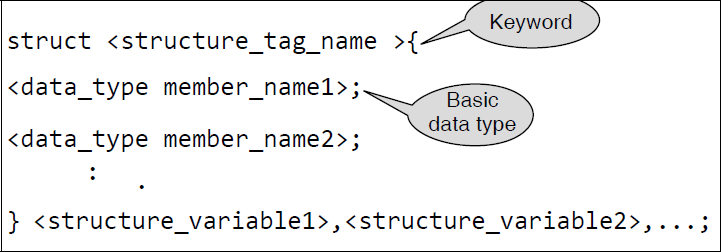 Keyword
struct <structure_tag_name >{
<data_type member_name1>;
Basic
data type
<data_type member_name2>;
:
.
} <structure_variable1>,<structure_variable2>,...;